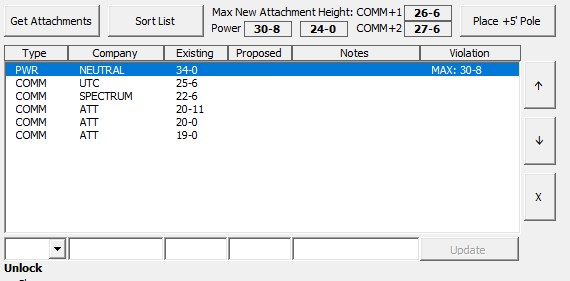 Get Attachments Sort List Max New Attachment Height: COMM+1 26-6
Power 30-8 24-0 COMM+2 27-6 Place +5' Pole
Type Company Existing Proposed Notes Violation
PWR NEUTRAL 34-0 MAX: 30-8
COMM UTC 25-6
COMM SPECTRUM 22-6
COMM ATT 20-11
COMM ATT 20-0
COMM ATT 19-0
X
Update
Unlock